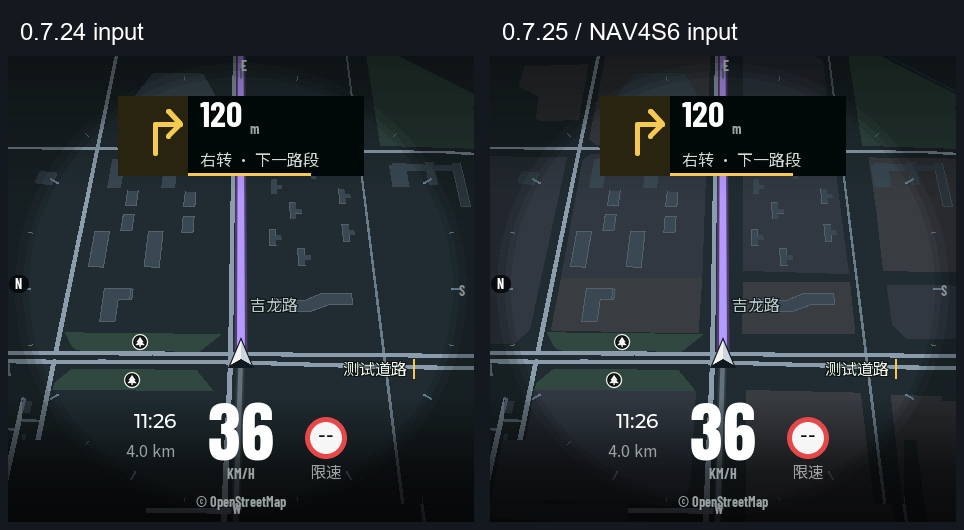 0.7.24 input
E
120 m
右转 · 下一路段
N
S
吉龙路
测试道路
11:26
36
--
4.0 km
KM/H
限速
© OpenStreetMap
W
0.7.25 / NAV4S6 input
E
120 m
右转 · 下一路段
N
S
吉龙路
测试道路
11:26
36
--
4.0 km
KM/H
限速
© OpenStreetMap
W